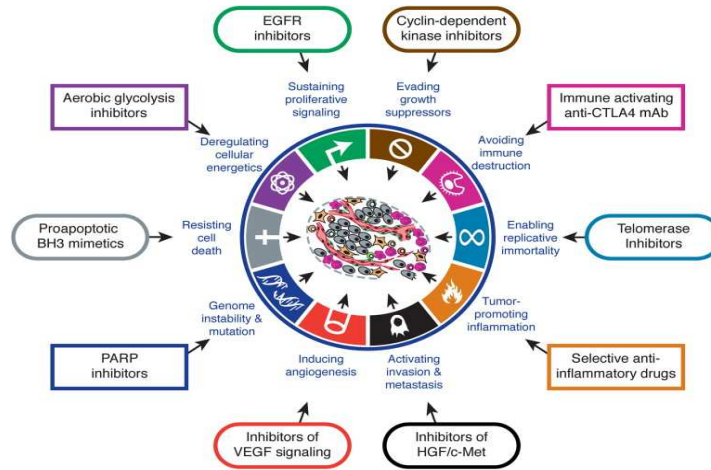 EGFR
inhibitors
Cyclin-dependent
kinase inhibitors
Sustaining
proliferative
signaling
Evading
growth
suppressors
Aerobic glycolysis
inhibitors
Immune activating
anti-CTLA4 mAb
Deregulating
cellular
energetics
Avoiding
immune
destruction
Proapoptotic
BH3 mimetics
Resisting
cell
death
Enabling
replicative
immortality
Telomerase
Inhibitors
Genome
instability &
mutation
Tumor-
promoting
inflammation
PARP
inhibitors
Inducing
angiogenesis
Activating
invasion &
metastasis
Selective anti-
inflammatory drugs
Inhibitors of
VEGF signaling
Inhibitors of
HGF/c-Met